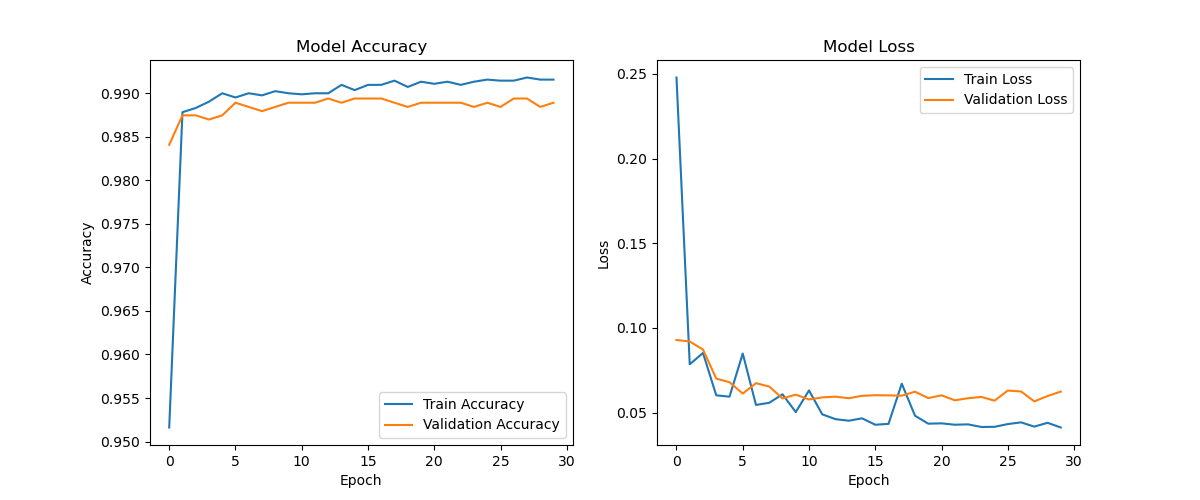 Model Accuracy
Accuracy
0.990
0.985
0.980
0.975
0.970
0.965
0.960
0.955
0.950
0
5
10
15
20
25
30
Epoch
Train Accuracy
Validation Accuracy
Model Loss
Loss
0.25
0.20
0.15
0.10
0.05
0
5
10
15
20
25
30
Epoch
Train Loss
Validation Loss